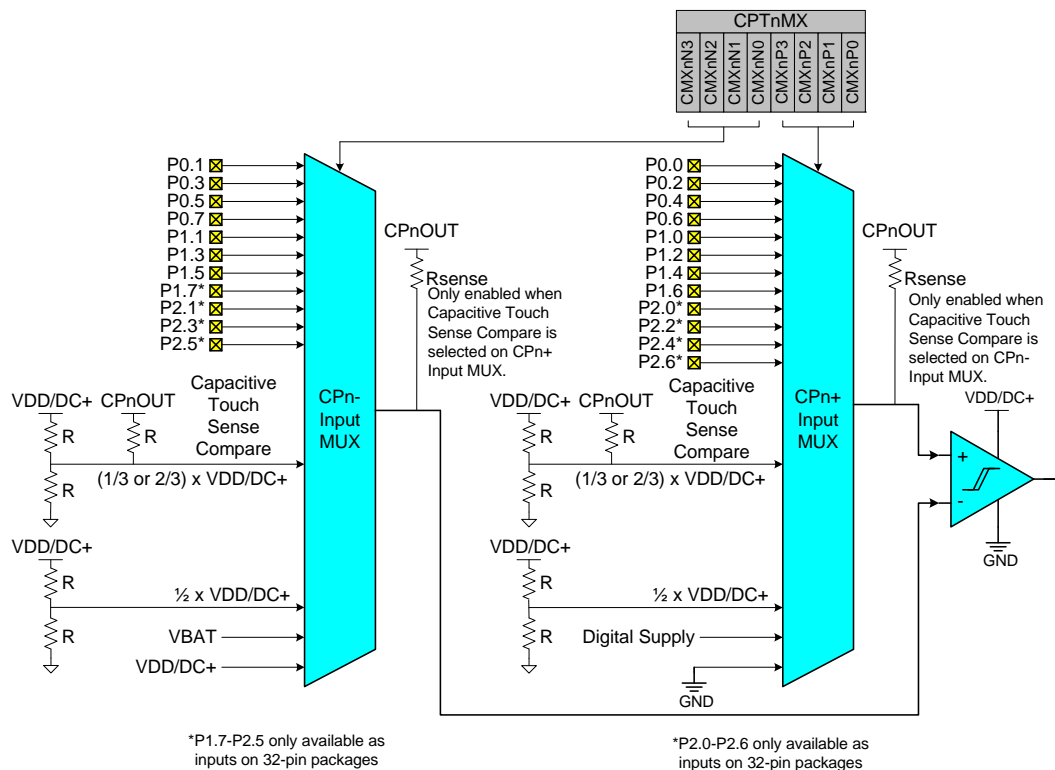 CPTnMX
CMXnN3
CMXnN2
CMXnN1
CMXnN0
CMXnP3
CMXnP2
CMXnP1
CMXnP0
P0.1
P0.3
P0.5
P0.7
P1.1
P1.3
P1.5
P1.7*
P2.1*
P2.3*
P2.5*
CPnOUT
Rsense
Only enabled when
Capacitive Touch
Sense Compare is
selected on CPn+
Input MUX.
VDD/DC+
R
R
CPnOUT
R
Capacitive
Touch
Sense
Compare
(1/3 or 2/3) x VDD/DC+
CPn-
Input
MUX
VDD/DC+
R
R
½ x VDD/DC+
VBAT
VDD/DC+
*P1.7-P2.5 only available as
inputs on 32-pin packages
P0.0
P0.2
P0.4
P0.6
P1.0
P1.2
P1.4
P1.6
P2.0*
P2.2*
P2.4*
P2.6*
CPnOUT
Rsense
Only enabled when
Capacitive Touch
Sense Compare is
selected on CPn-
Input MUX.
VDD/DC+
R
R
CPnOUT
R
Capacitive
Touch
Sense
Compare
(1/3 or 2/3) x VDD/DC+
CPn+
Input
MUX
VDD/DC+
R
R
½ x VDD/DC+
Digital Supply
GND
VDD/DC+
+
-
GND
*P2.0-P2.6 only available as
inputs on 32-pin packages